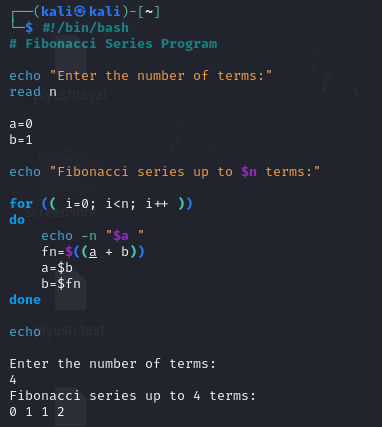 ┌──(kali㉿kali)-[~]
└─$ #!/bin/bash
# Fibonacci Series Program

echo "Enter the number of terms:"
read n

a=0
b=1

echo "Fibonacci series up to $n terms:"

for (( i=0; i<n; i++ ))
do
    echo -n "$a "
    fn=$((a + b))
    a=$b
    b=$fn
done

echo

Enter the number of terms:
4
Fibonacci series up to 4 terms:
0 1 1 2